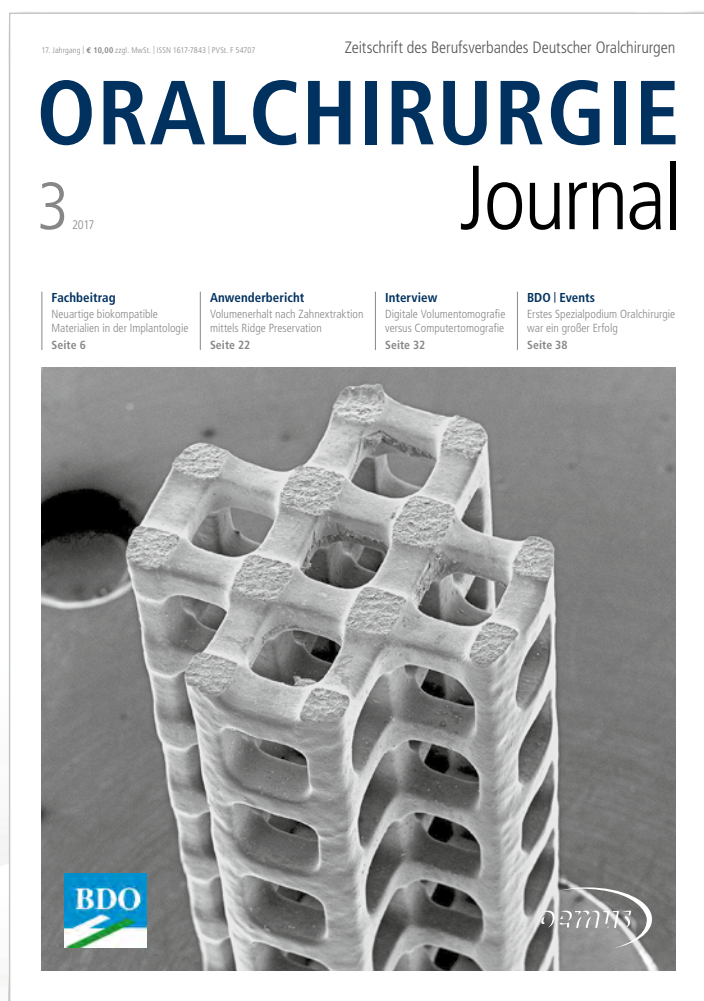 17. Jahrgang | € 10,00 zzgl. MwSt. | ISSN 1617-7843 | PVSt. F 54707
Zeitschrift des Berufsverbandes Deutscher Oralchirurgen
ORALCHIRURGIE
Journal
3 2017
Fachbeitrag
Neuartige biokompatible
Materialien in der Implantologie
Seite 6
Anwenderbericht
Volumenerhalt nach Zahnextraktion
mittels Ridge Preservation
Seite 22
Interview
Digitale Volumentomografie
versus Computertomografie
Seite 32
BDO | Events
Erstes Spezialpodium Oralchirurgie
war ein großer Erfolg
Seite 38
BDO
oemus